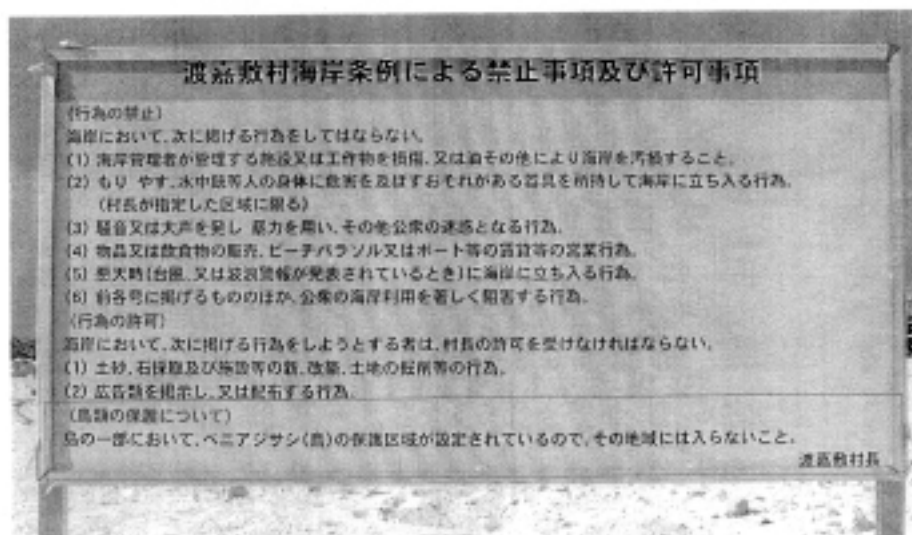 渡嘉敷村海岸条例による禁止事項及び許可事項
(行為の禁止)
海岸において、次に掲げる行為をしてはならない。
(1) 海岸管理者が管理する施設又は工作物を損傷、又は油その他により海岸を汚損すること。
(2) もり やす、水中銃等人の身体に危害を及ぼすおそれがある器具を所持して海岸に立ち入る行為。
(村長が指定した区域に限る)
(3) 騒音又は大声を発し 暴力を用い、その他公衆の迷惑となる行為。
(4) 物品又は飲食物の販売、ビーチパラソル又はボート等の賃貸等の営業行為。
(5) 悪天時(台風、又は波浪警報が発表されているとき)に海岸に立ち入る行為。
(6) 前各号に掲げるもののほか、公衆の海岸利用を著しく阻害する行為。
(行為の許可)
海岸において、次に掲げる行為をしようとする者は、村長の許可を受けなければならない。
(1) 土砂、石採取及び施設等の新、改築、土地の掘削等の行為。
(2) 広告類を掲示し、又は配布する行為。
(鳥類の保護について)
島の一部において、ベニアジサシ(鳥)の保護区域が設定されているので、その地域には入らないこと。
渡嘉敷村長